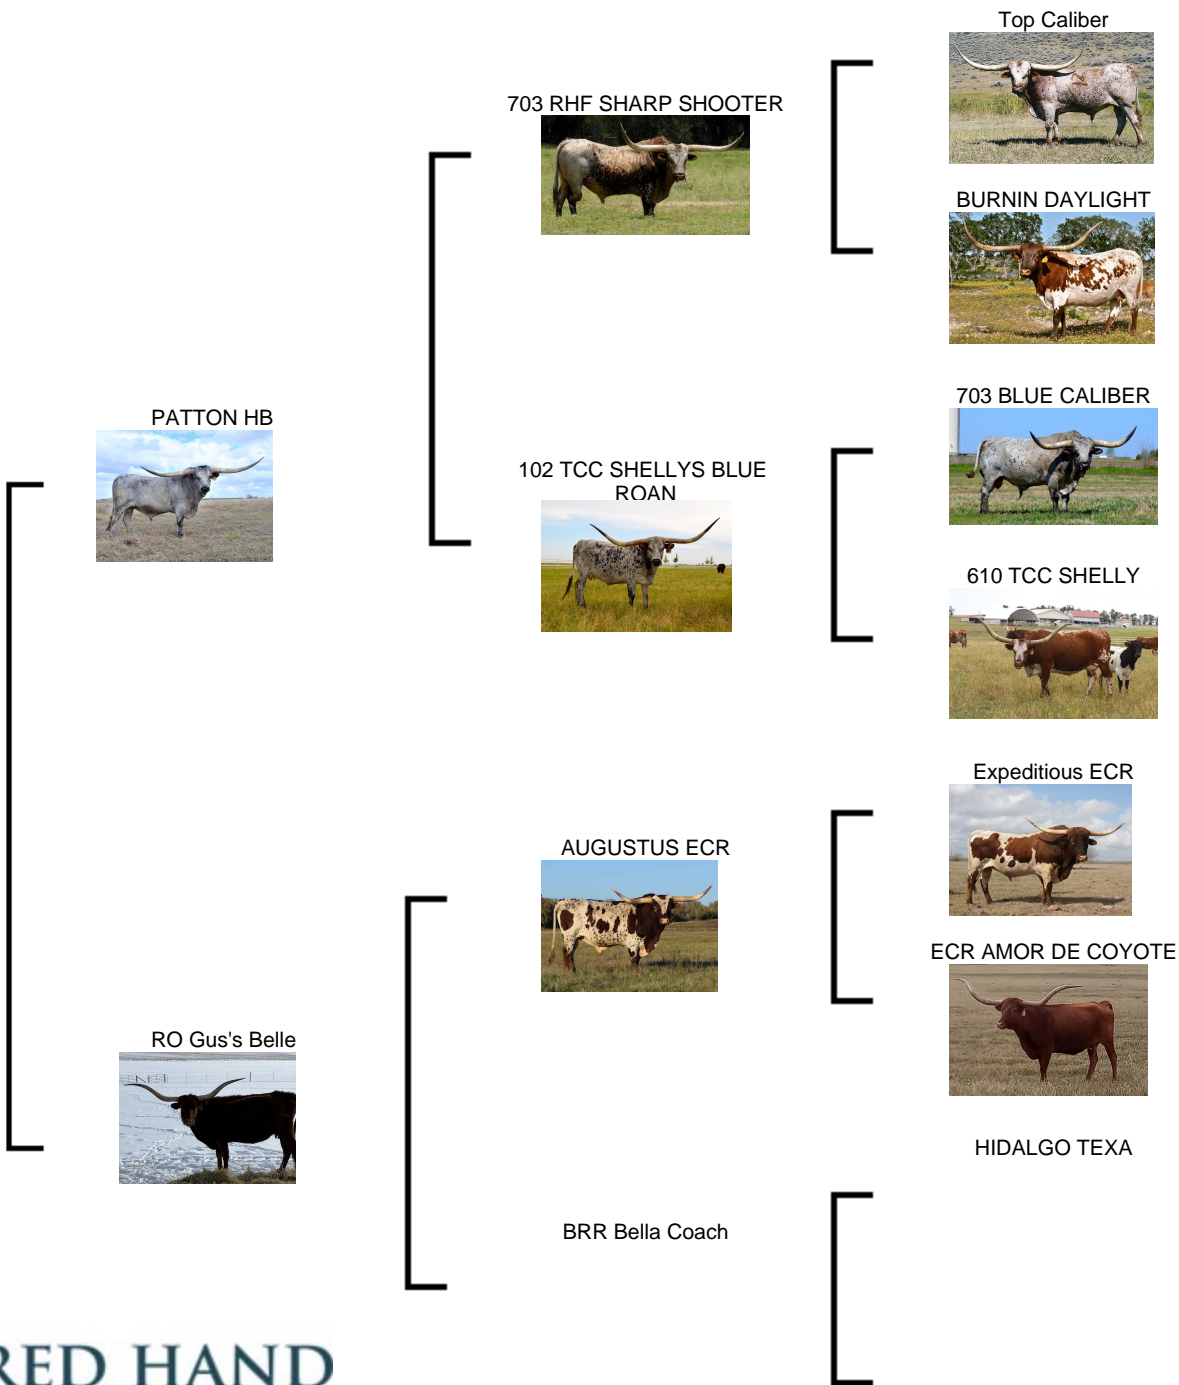 Top Caliber
703 RHF SHARP SHOOTER
BURNIN DAYLIGHT
703 BLUE CALIBER
PATTON HB
102 TCC SHELLYS BLUE
ROAN
610 TCC SHELLY
Expeditious ECR
AUGUSTUS ECR
ECR AMOR DE COYOTE
RO Gus's Belle
HIDALGO TEXA
BRR Bella Coach
RED HAND